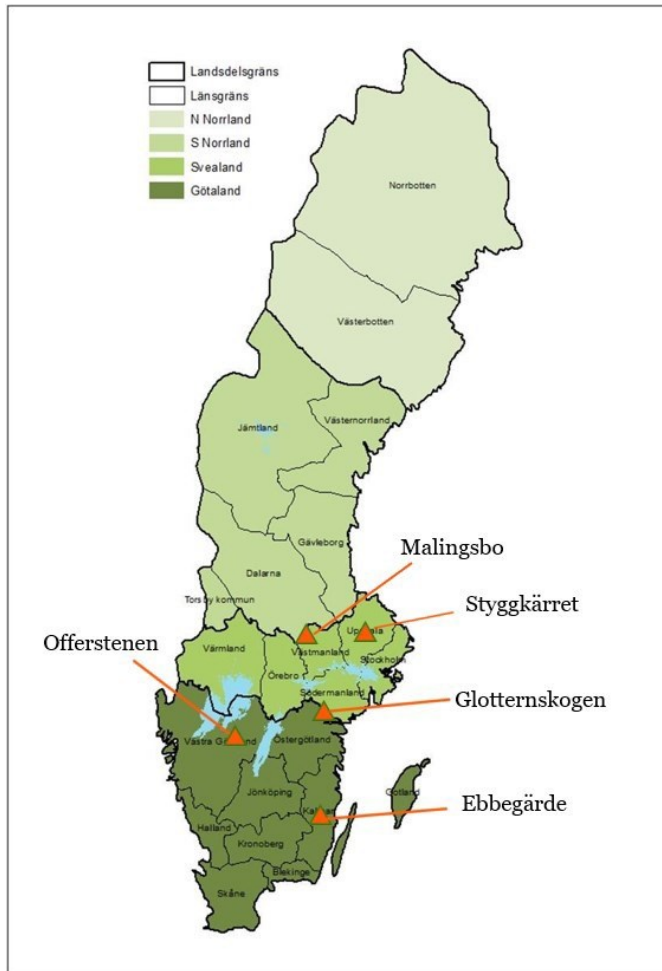 Landsdelsgräns
Länsgräns
N Norrland
S Norrland
Svealand
Götaland
Norrbotten
Västerbotten
Jämtland
Västernorrland
Gävleborg
Dalarna
Torsby kommun
Malingsbo
Styggkärret
Offerstenen
Värmland
Västmanland
Stockholm
Örebro
Södermanland
Glotternskogen
Västra
Östergötland
Jönköping
Gotland
Ebbegärde
Halland
Kronoberg
Blekinge
Skåne